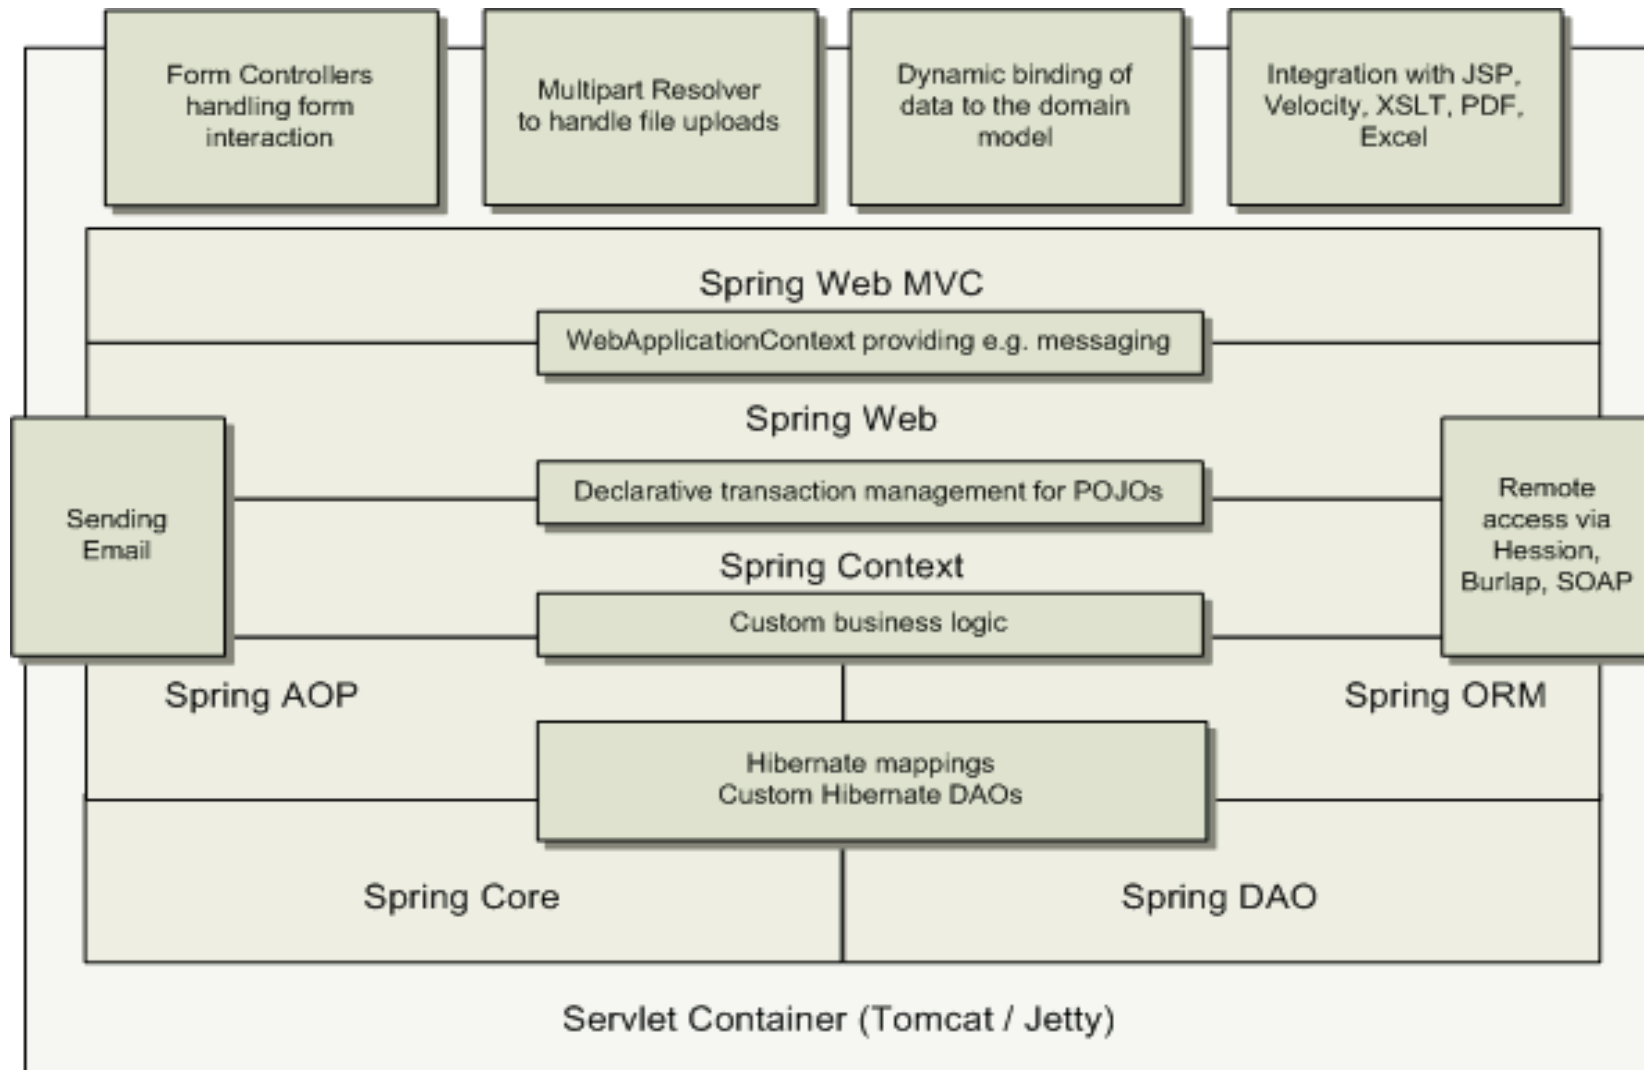 Form Controllers
handling form
interaction
Multipart Resolver
to handle file uploads
Dynamic binding of
data to the domain
model
Integration with JSP,
Velocity, XSLT, PDF,
Excel
Spring Web MVC
WebApplicationContext providing e.g. messaging
Spring Web
Declarative transaction management for POJOs
Sending
Email
Remote
access via
Hession,
Burlap, SOAP
Spring Context
Custom business logic
Spring AOP
Spring ORM
Hibernate mappings
Custom Hibernate DAOs
Spring Core
Spring DAO
Servlet Container (Tomcat / Jetty)